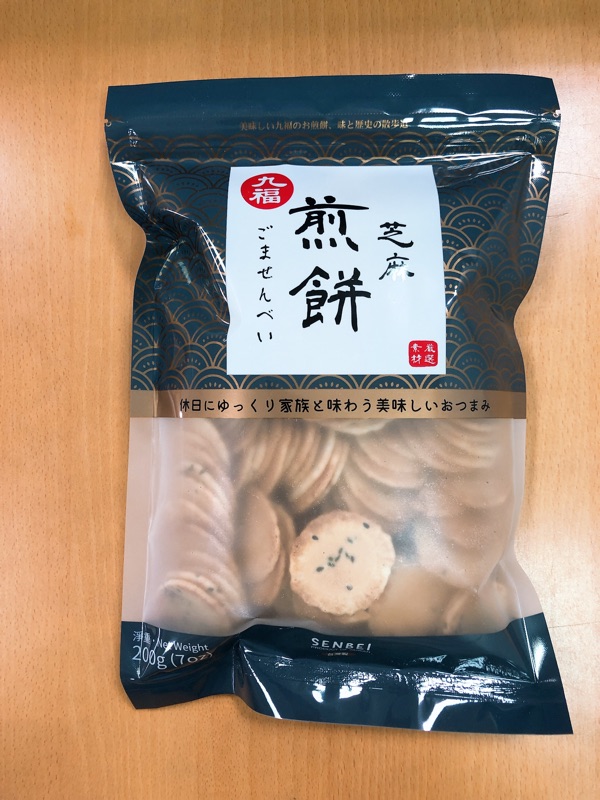 美味しい九福のお煎餅、味と歴史の散歩道
九福
芝麻
煎餅
ごませんべい
厳選
素材
休日にゆっくり家族と味わう美味しいおつまみ
SENBEI
淨重・Net Weight
200g (7oz)